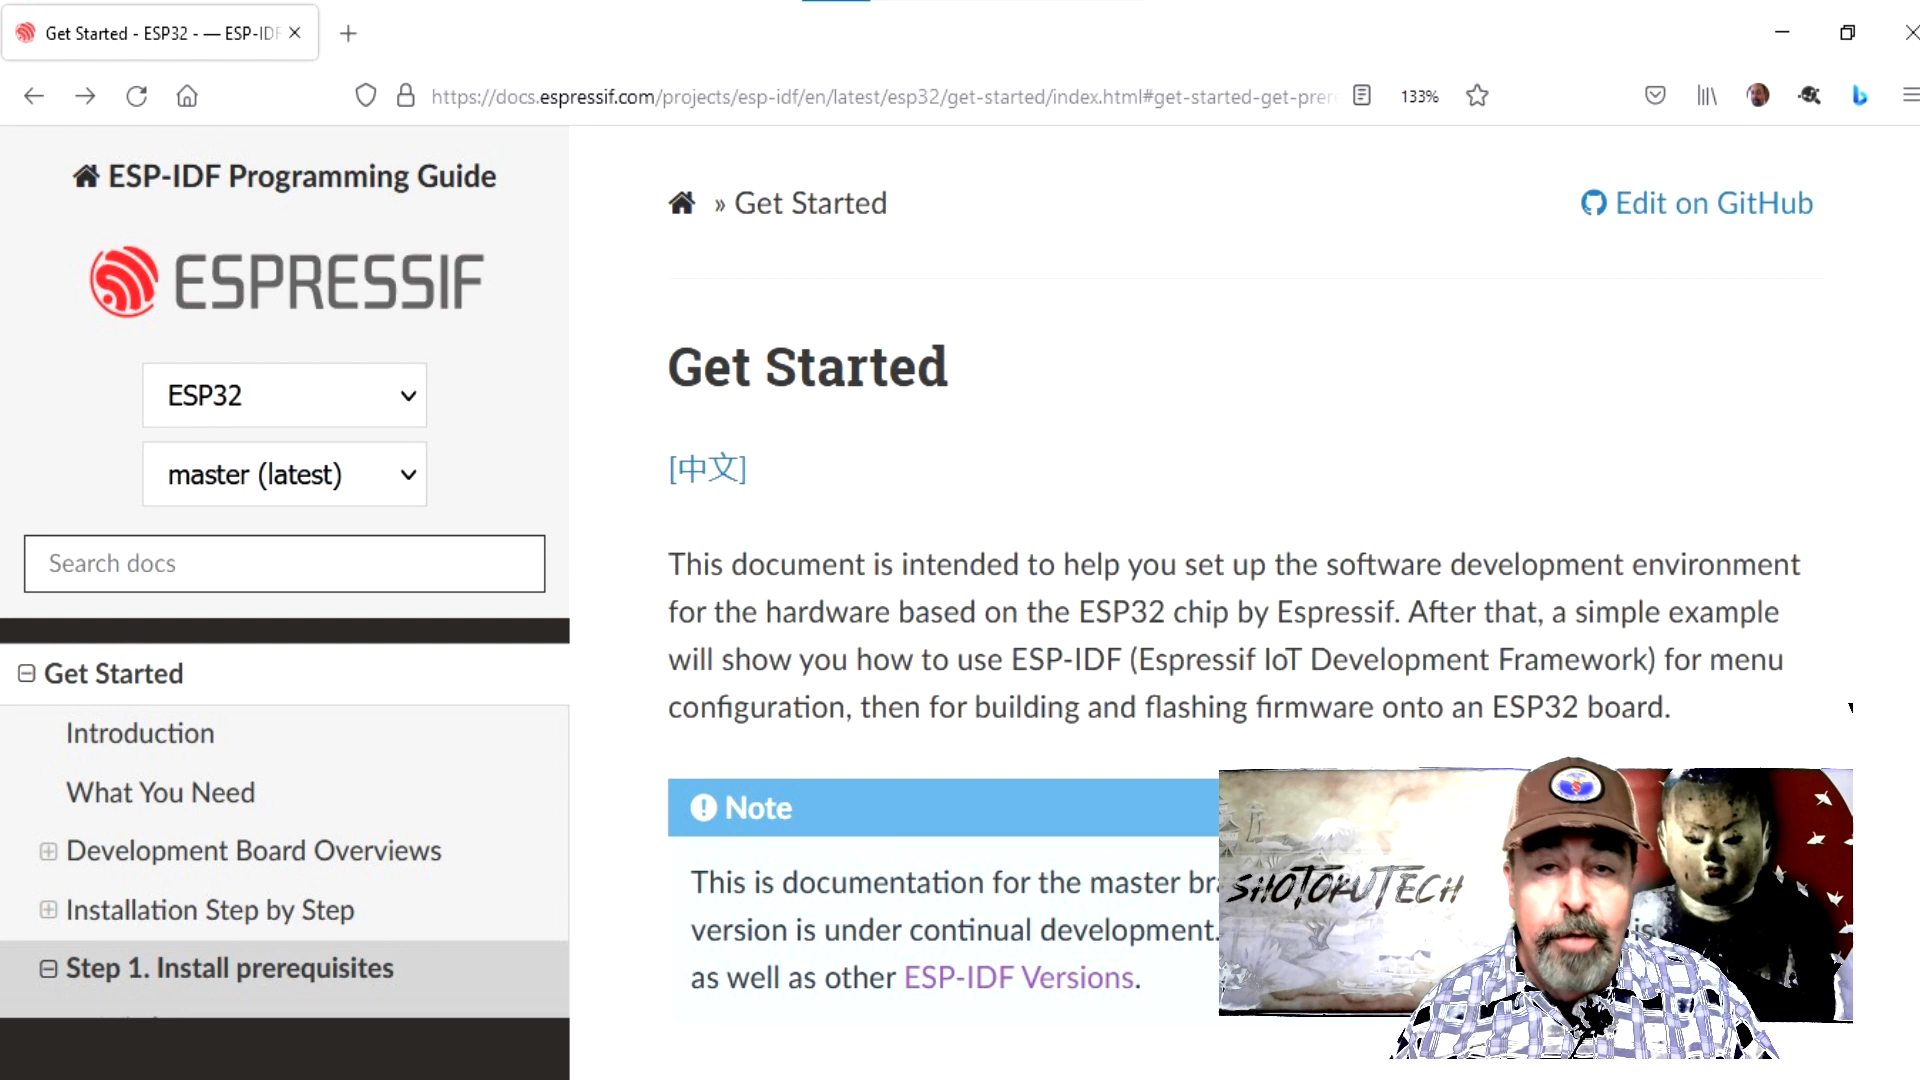 Get Started - ESP32 - — ESP-IDF
https://docs.espressif.com/projects/esp-idf/en/latest/esp32/get-started/index.html#get-started-get-prer
133%
ESP-IDF Programming Guide
ESPRESSIF
ESP32
master (latest)
Search docs
Get Started
Introduction
What You Need
Development Board Overviews
Installation Step by Step
Step 1. Install prerequisites
» Get Started
Edit on GitHub
Get Started
[中文]
This document is intended to help you set up the software development environment
for the hardware based on the ESP32 chip by Espressif. After that, a simple example
will show you how to use ESP-IDF (Espressif IoT Development Framework) for menu
configuration, then for building and flashing firmware onto an ESP32 board.
Note
This is documentation for the master
version is under continual development.
as well as other ESP-IDF Versions.
SHOTOKUTECH
is